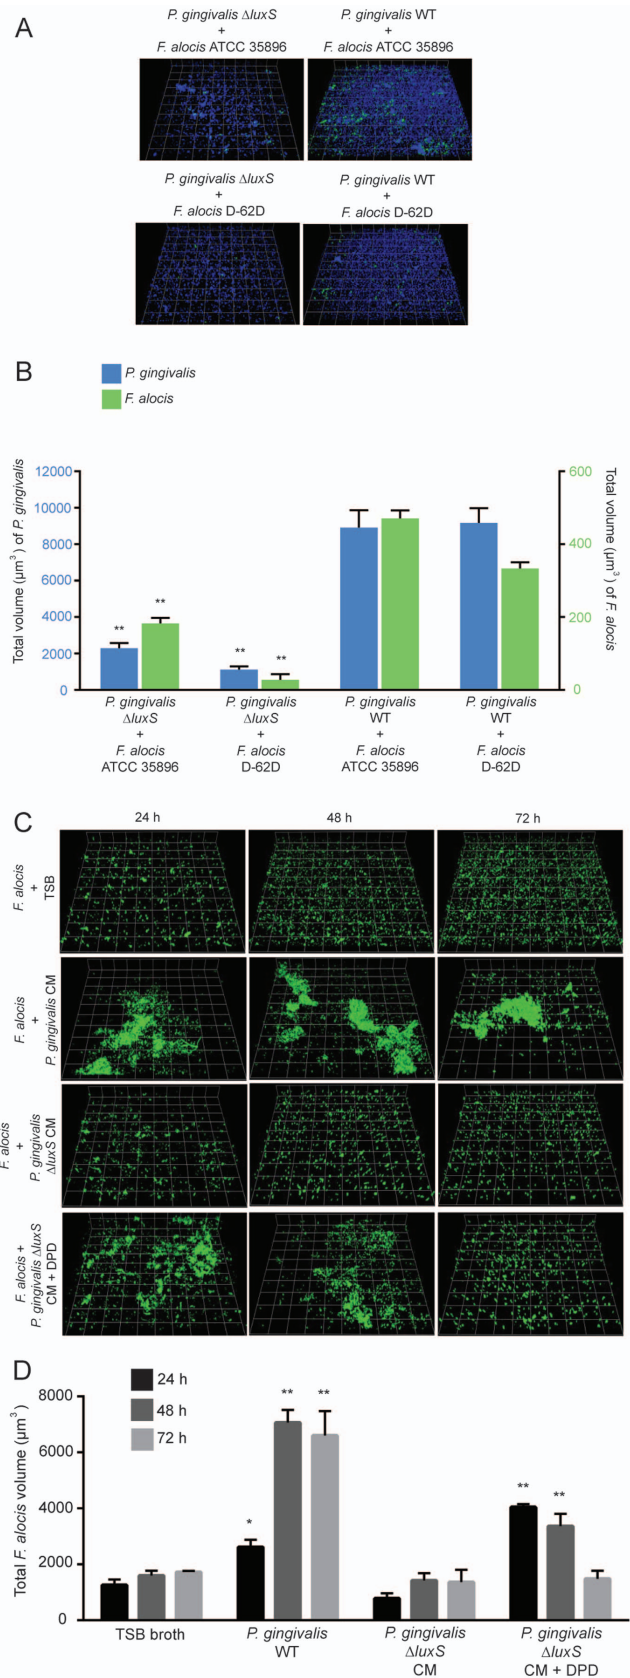 A
P. gingivalis ΔluxS
+
F. alocis ATCC 35896
P. gingivalis WT
+
F. alocis ATCC 35896
P. gingivalis ΔluxS
+
F. alocis D-62D
P. gingivalis WT
+
F. alocis D-62D
B
P. gingivalis
F. alocis
Total volume (µm³) of P. gingivalis
12000
10000
8000
6000
4000
2000
0
**
**
**
**
600
400
200
0
Total volume (µm³) of F. alocis
P. gingivalis
ΔluxS
+
F. alocis
ATCC 35896
P. gingivalis
ΔluxS
+
F. alocis
D-62D
P. gingivalis
WT
+
F. alocis
ATCC 35896
P. gingivalis
WT
+
F. alocis
D-62D
C
24 h
48 h
72 h
F. alocis
+
TSB
F. alocis
+
P. gingivalis CM
F. alocis
+
P. gingivalis
ΔluxS CM
F. alocis +
P. gingivalis ΔluxS
CM + DPD
D
24 h
48 h
72 h
Total F. alocis volume (µm³)
8000
6000
4000
2000
0
*
**
**
**
**
TSB broth
P. gingivalis
WT
P. gingivalis
ΔluxS
CM
P. gingivalis
ΔluxS
CM + DPD